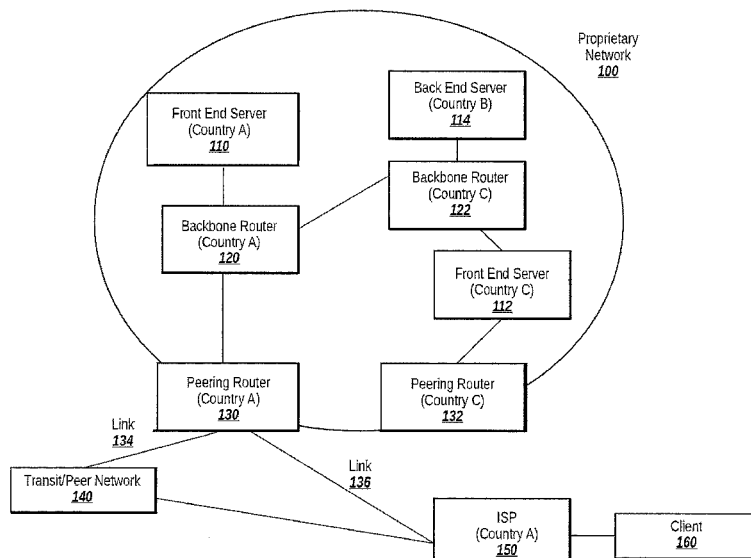 Proprietary
Network
100
Back End Server
(Country B)
114
Front End Server
(Country A)
110
Backbone Router
(Country C)
122
Backbone Router
(Country A)
120
Front End Server
(Country C)
112
Peering Router
(Country A)
130
Peering Router
(Country C)
132
Link
134
Link
136
Transit/Peer Network
140
ISP
(Country A)
150
Client
160